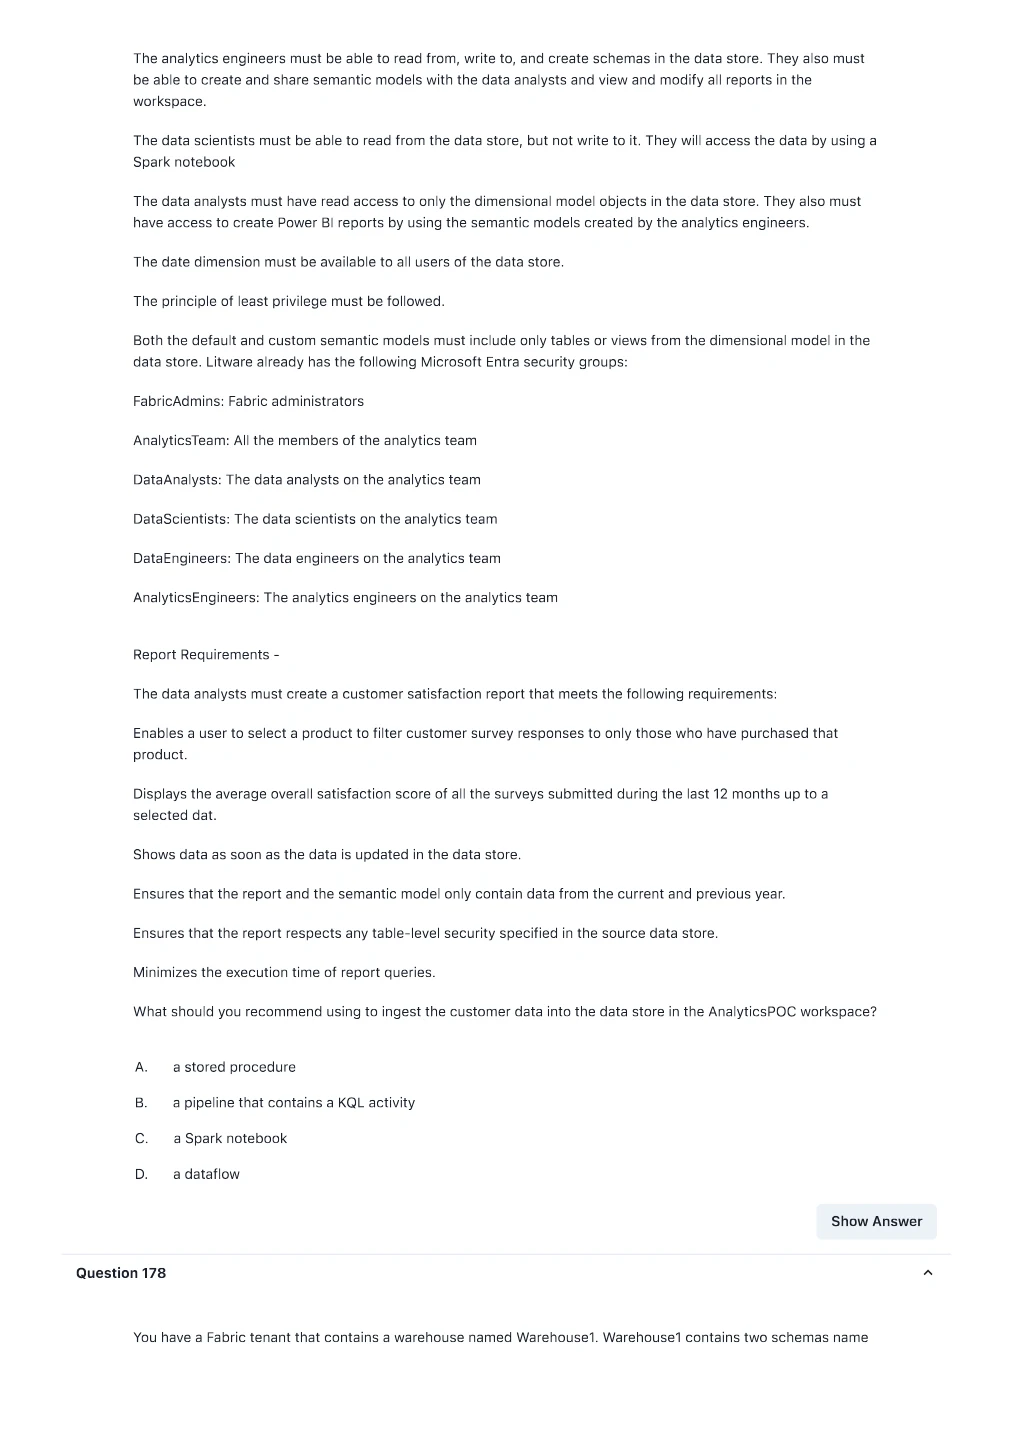 The analytics engineers must be able to read from, write to, and create schemas in the data store. They also must
be able to create and share semantic models with the data analysts and view and modify all reports in the
workspace.
The data scientists must be able to read from the data store, but not write to it. They will access the data by using a
Spark notebook
The data analysts must have read access to only the dimensional model objects in the data store. They also must
have access to create Power BI reports by using the semantic models created by the analytics engineers.
The date dimension must be available to all users of the data store.
The principle of least privilege must be followed.
Both the default and custom semantic models must include only tables or views from the dimensional model in the
data store. Litware already has the following Microsoft Entra security groups:
FabricAdmins: Fabric administrators
AnalyticsTeam: All the members of the analytics team
DataAnalysts: The data analysts on the analytics team
DataScientists: The data scientists on the analytics team
DataEngineers: The data engineers on the analytics team
AnalyticsEngineers: The analytics engineers on the analytics team
Report Requirements -
The data analysts must create a customer satisfaction report that meets the following requirements:
Enables a user to select a product to filter customer survey responses to only those who have purchased that
product.
Displays the average overall satisfaction score of all the surveys submitted during the last 12 months up to a
selected dat.
Shows data as soon as the data is updated in the data store.
Ensures that the report and the semantic model only contain data from the current and previous year.
Ensures that the report respects any table-level security specified in the source data store.
Minimizes the execution time of report queries.
What should you recommend using to ingest the customer data into the data store in the AnalyticsPOC workspace?
A. a stored procedure
B. a pipeline that contains a KQL activity
C. a Spark notebook
D. a dataflow
Show Answer
Question 178
You have a Fabric tenant that contains a warehouse named Warehouse1. Warehouse1 contains two schemas name